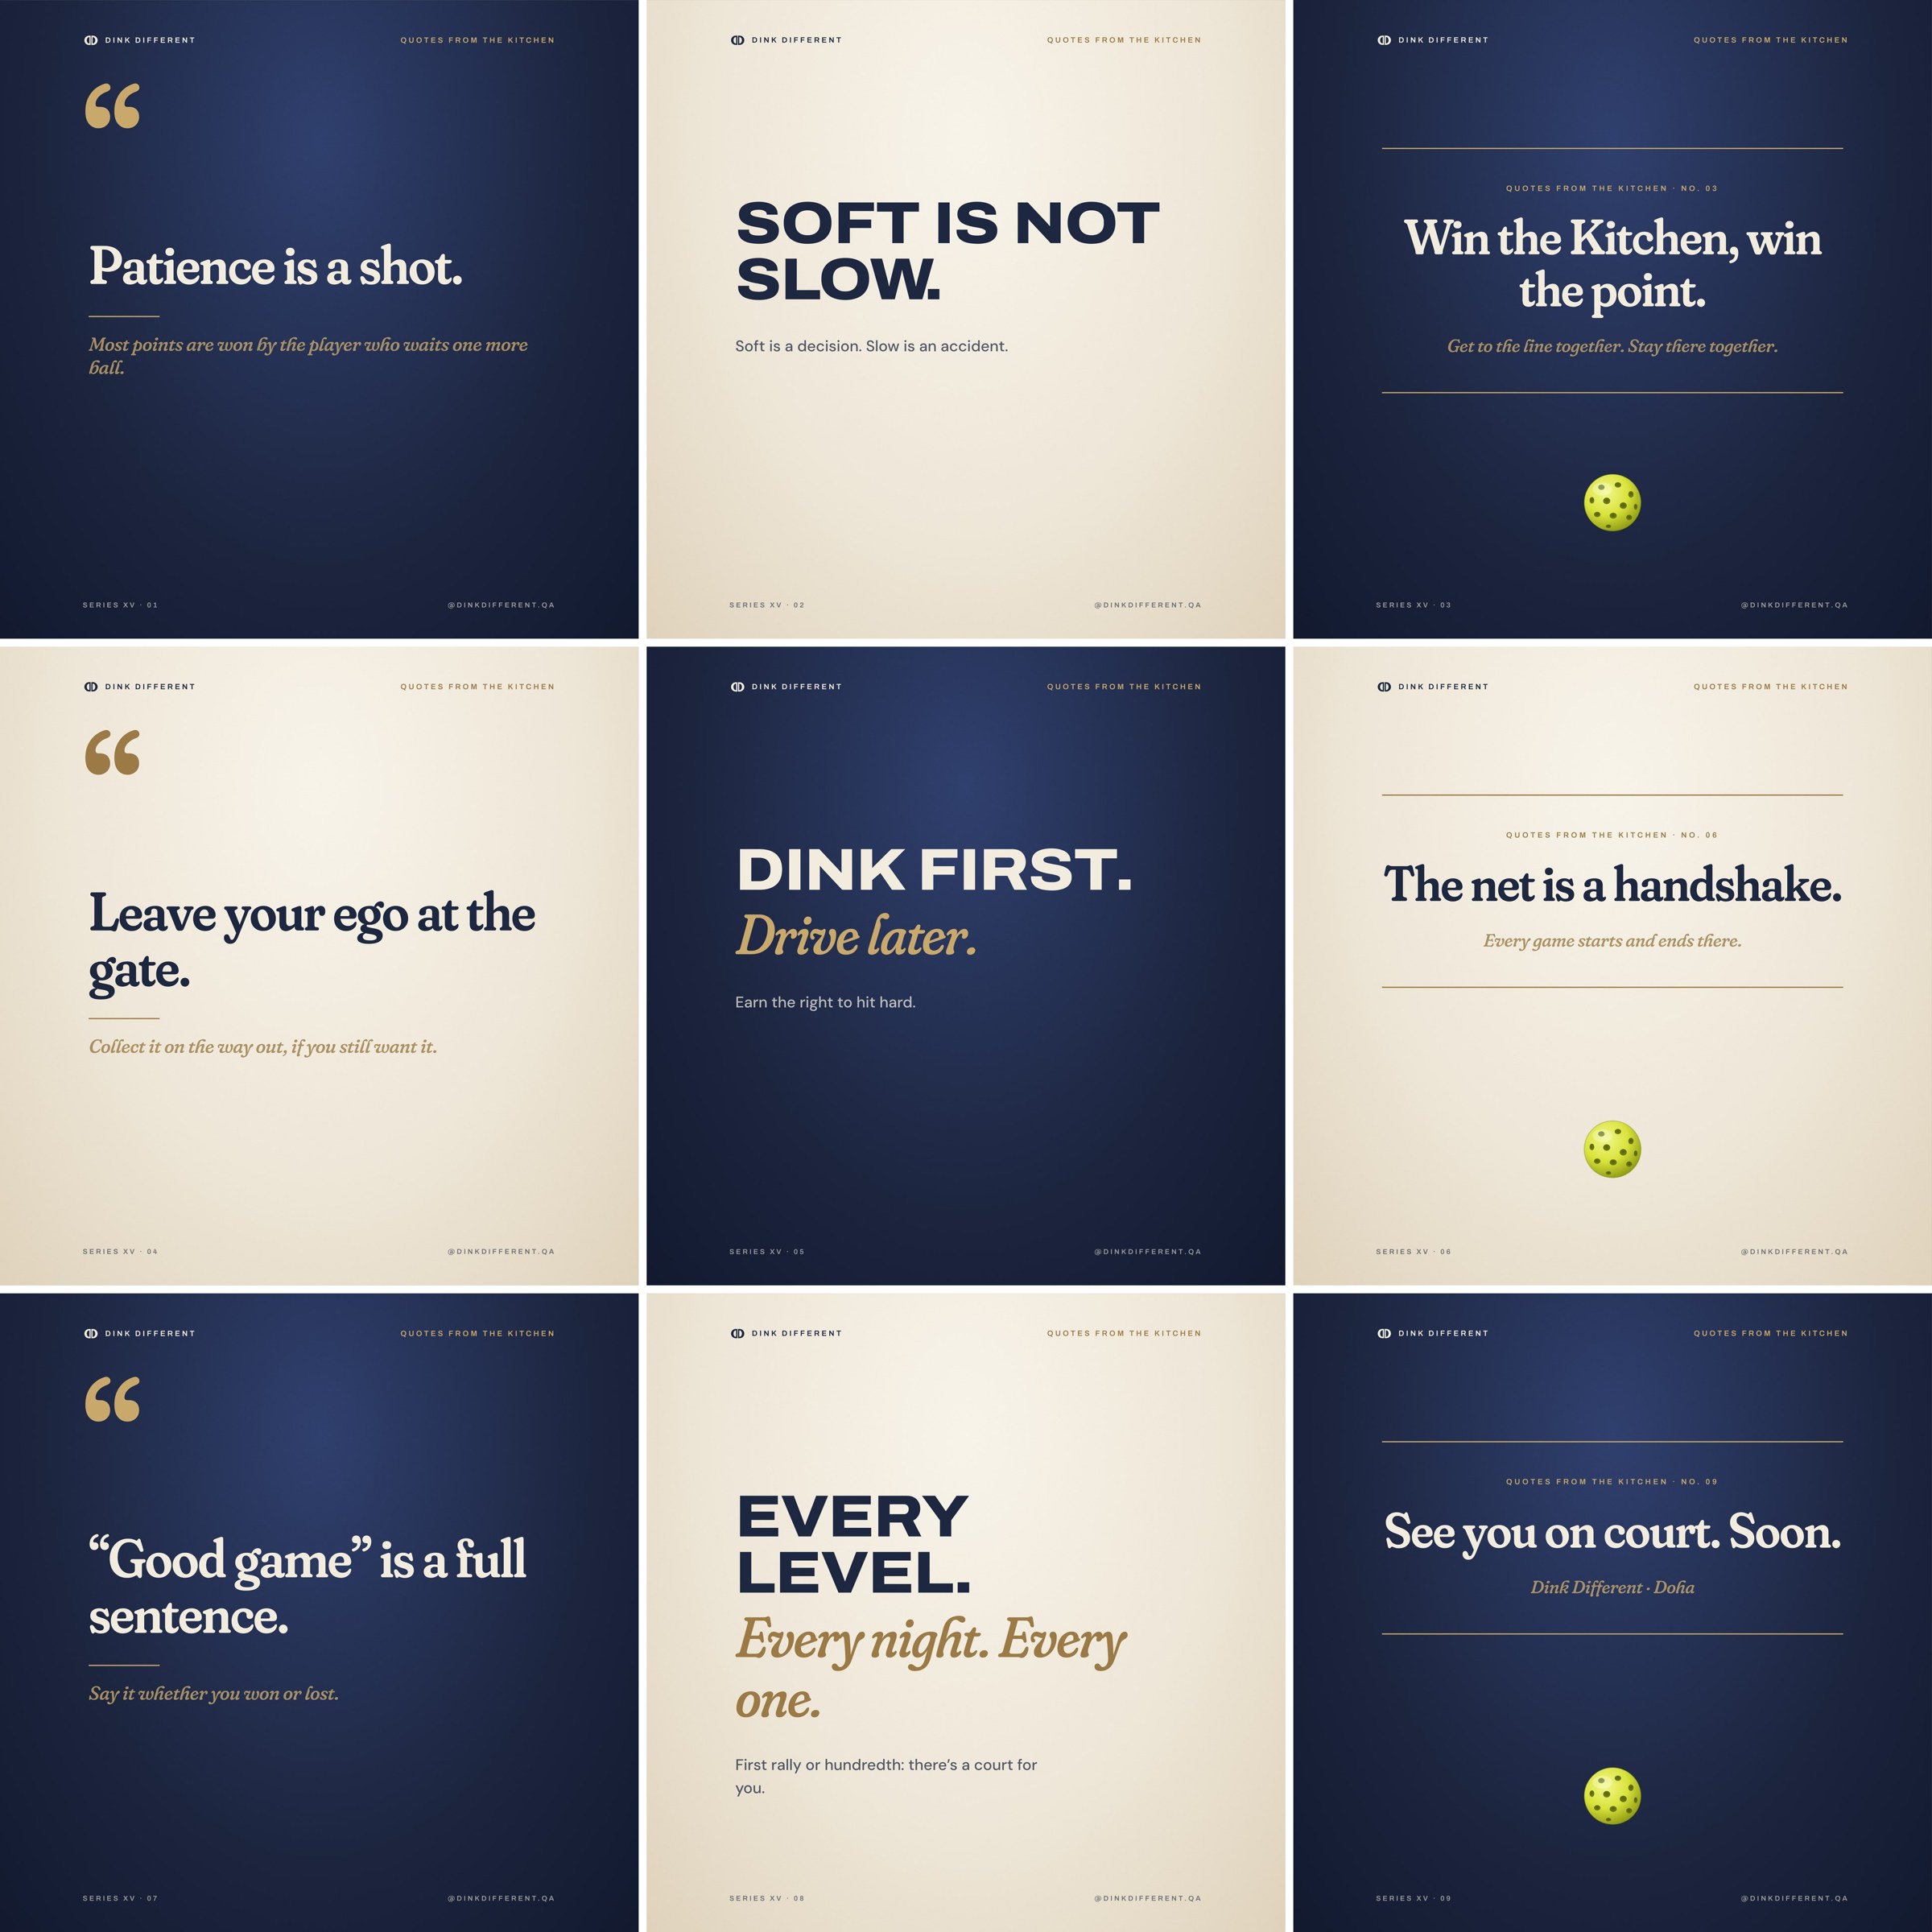 DINK DIFFERENT
QUOTES FROM THE KITCHEN
“
Patience is a shot.
Most points are won by the player who waits one more
ball.
SERIES XV · 01
@DINKDIFFERENT.QA
DINK DIFFERENT
QUOTES FROM THE KITCHEN
SOFT IS NOT
SLOW.
Soft is a decision. Slow is an accident.
SERIES XV · 02
@DINKDIFFERENT.QA
DINK DIFFERENT
QUOTES FROM THE KITCHEN
QUOTES FROM THE KITCHEN · NO. 03
Win the Kitchen, win
the point.
Get to the line together. Stay there together.
SERIES XV · 03
@DINKDIFFERENT.QA
DINK DIFFERENT
QUOTES FROM THE KITCHEN
“
Leave your ego at the
gate.
Collect it on the way out, if you still want it.
SERIES XV · 04
@DINKDIFFERENT.QA
DINK DIFFERENT
QUOTES FROM THE KITCHEN
DINK FIRST.
Drive later.
Earn the right to hit hard.
SERIES XV · 05
@DINKDIFFERENT.QA
DINK DIFFERENT
QUOTES FROM THE KITCHEN
QUOTES FROM THE KITCHEN · NO. 06
The net is a handshake.
Every game starts and ends there.
SERIES XV · 06
@DINKDIFFERENT.QA
DINK DIFFERENT
QUOTES FROM THE KITCHEN
“
“Good game” is a full
sentence.
Say it whether you won or lost.
SERIES XV · 07
@DINKDIFFERENT.QA
DINK DIFFERENT
QUOTES FROM THE KITCHEN
EVERY
LEVEL.
Every night. Every
one.
First rally or hundredth: there’s a court for
you.
SERIES XV · 08
@DINKDIFFERENT.QA
DINK DIFFERENT
QUOTES FROM THE KITCHEN
QUOTES FROM THE KITCHEN · NO. 09
See you on court. Soon.
Dink Different · Doha
SERIES XV · 09
@DINKDIFFERENT.QA